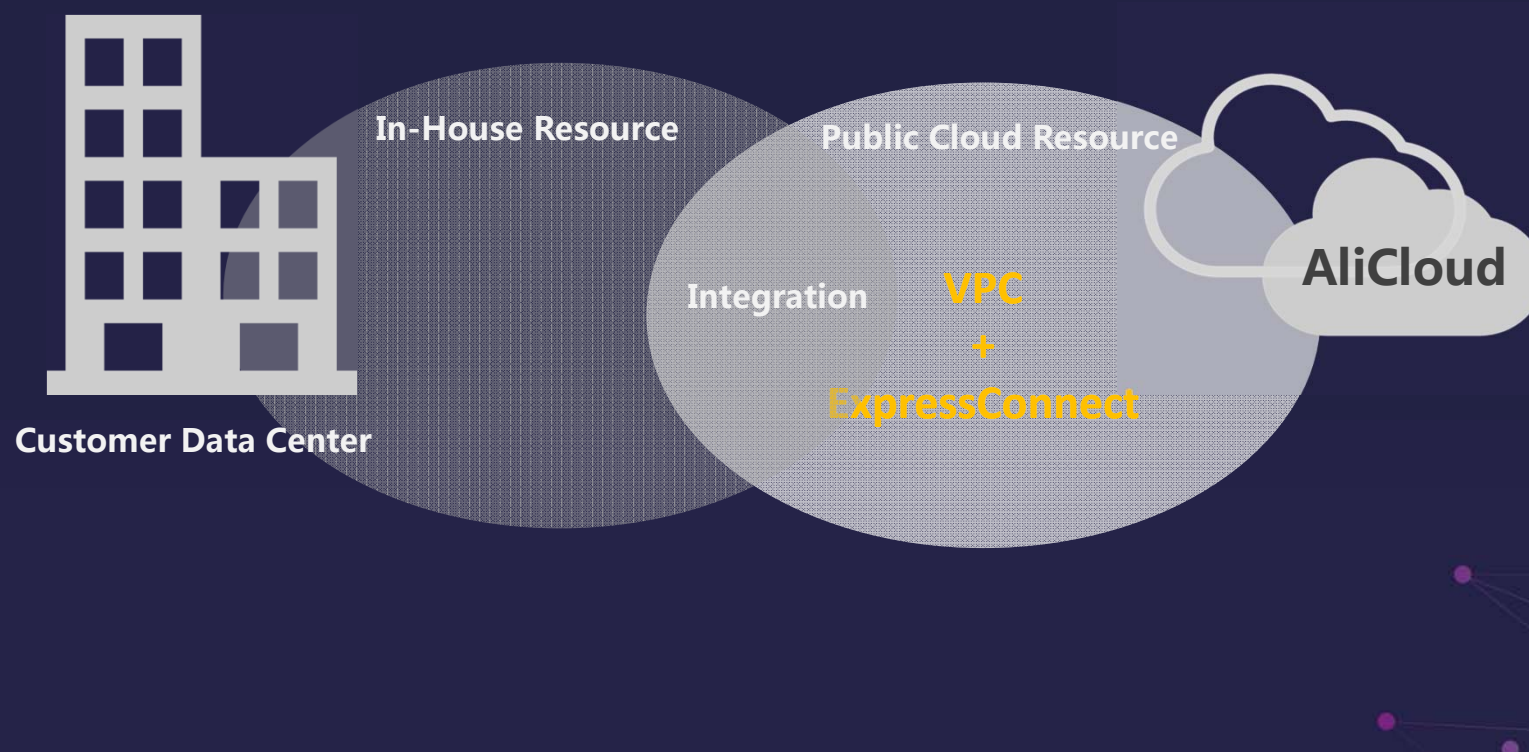 In-House Resource
Public Cloud Resource
AliCloud
Integration
VPC
+
ExpressConnect
Customer Data Center